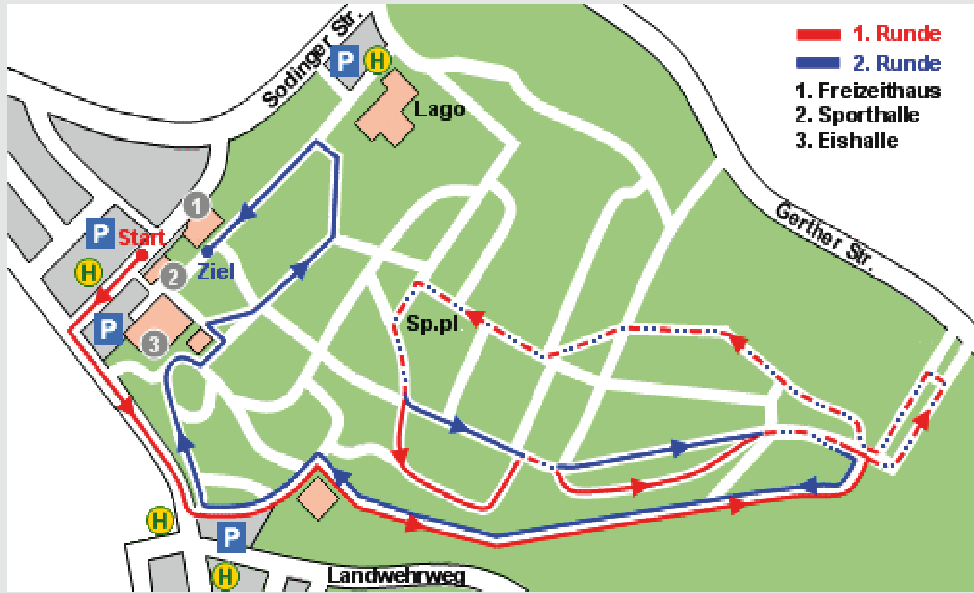 Sodinger Str.
P
H
Lago
1. Runde
2. Runde
1. Freizeithaus
2. Sporthalle
3. Eishalle
Gerther Str.
1
P
Start
H
2
Ziel
P
3
Sp.pl.
H
P
H
Landwehrweg